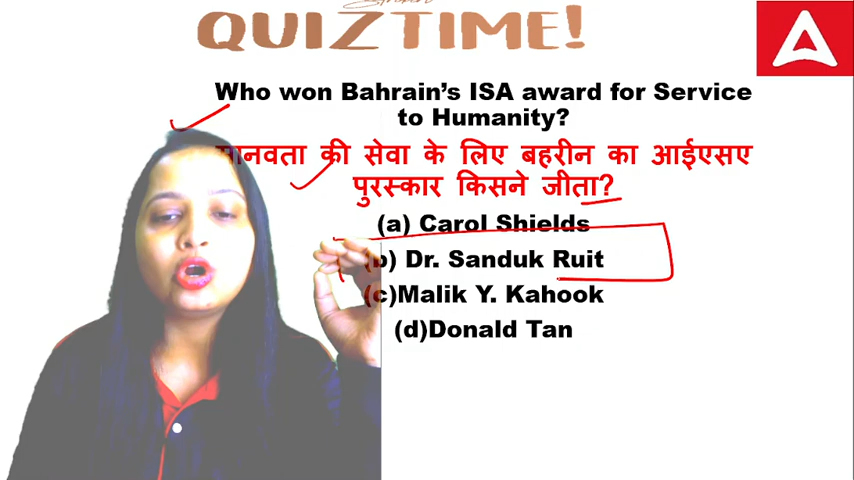 QUIZTIME!
Who won Bahrain's ISA award for Service
to Humanity?
मानवता की सेवा के लिए बहरीन का आईएसए
पुरस्कार किसने जीता?
(a) Carol Shields
(b) Dr. Sanduk Ruit
(c)Malik Y. Kahook
(d)Donald Tan